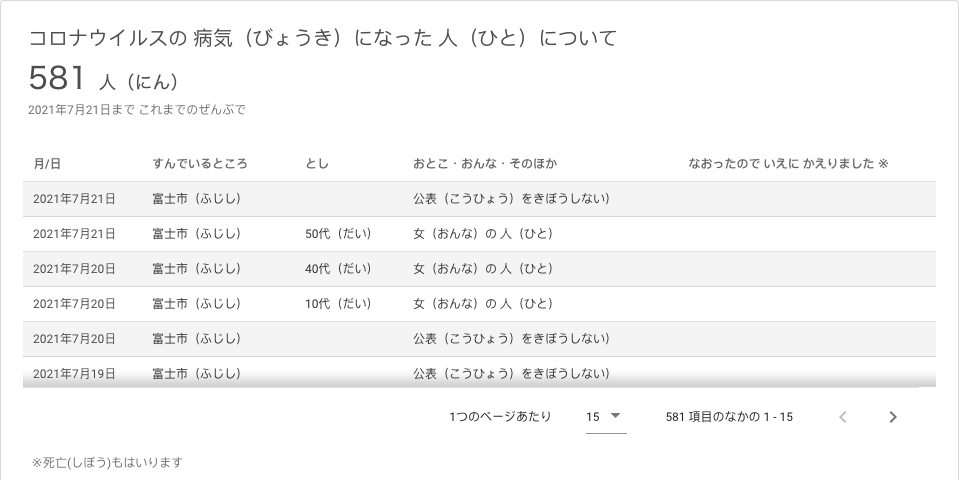 コロナウイルスの 病気（びょうき）になった 人（ひと）について
581 人（にん）
2021年7月21日まで これまでのぜんぶで
月/日 すんでいるところ とし おとこ・おんな・そのほか なおったので いえに かえりました ※
2021年7月21日 富士市（ふじし） 公表（こうひょう）をきぼうしない）
2021年7月21日 富士市（ふじし） 50代（だい） 女（おんな）の 人（ひと）
2021年7月20日 富士市（ふじし） 40代（だい） 女（おんな）の 人（ひと）
2021年7月20日 富士市（ふじし） 10代（だい） 女（おんな）の 人（ひと）
2021年7月20日 富士市（ふじし） 公表（こうひょう）をきぼうしない）
2021年7月19日 富士市（ふじし） 公表（こうひょう）をきぼうしない）
1つのページあたり 15 581 項目のなかの 1 - 15
※死亡(しぼう)もはいります